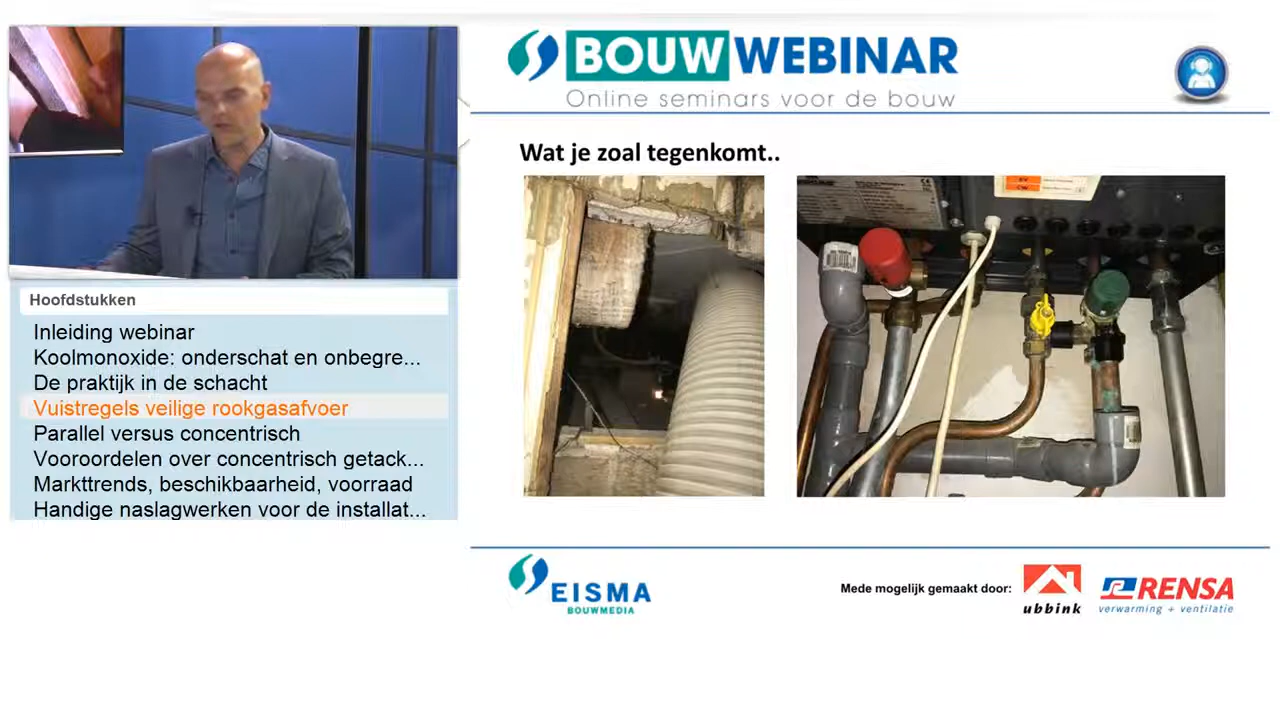 BOUWWEBINAR
Online seminars voor de bouw
Wat je zoal tegenkomt..
Hoofdstukken
Inleiding webinar
Koolmonoxide: onderschat en onbegre...
De praktijk in de schacht
Vuistregels veilige rookgasafvoer
Parallel versus concentrisch
Vooroordelen over concentrisch getack...
Markttrends, beschikbaarheid, voorraad
Handige naslagwerken voor de installat...
EISMA
BOUWMEDIA
Mede mogelijk gemaakt door:
ubbink
RENSA
verwarming + ventilatie